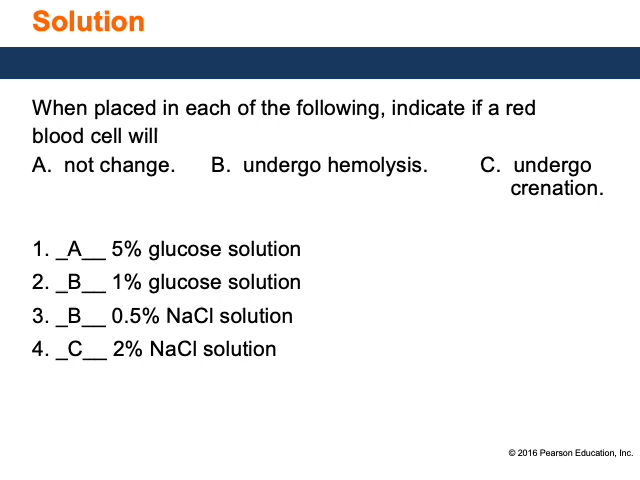 Solution
When placed in each of the following, indicate if a red
blood cell will
A. not change. B. undergo hemolysis. C. undergo
crenation.
1. _A__ 5% glucose solution
2. _B__ 1% glucose solution
3. _B__ 0.5% NaCl solution
4. _C__ 2% NaCl solution
© 2016 Pearson Education, Inc.